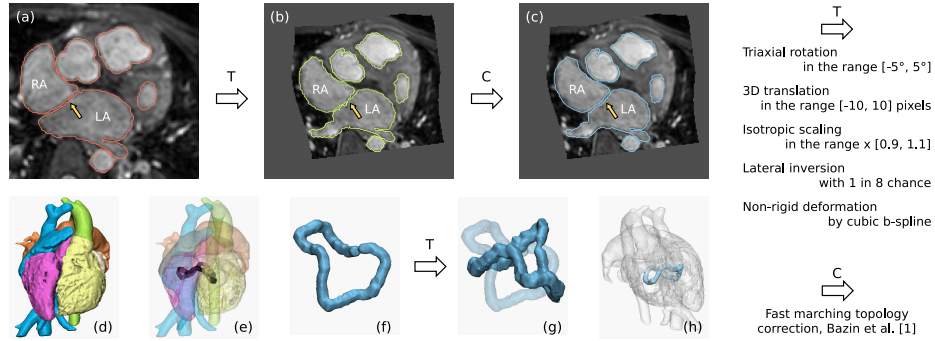 (a)
RA
LA
T
(b)
RA
LA
C
(c)
RA
LA
T
Triaxial rotation
in the range [-5°, 5°]
3D translation
in the range [-10, 10] pixels
Isotropic scaling
in the range x [0.9, 1.1]
Lateral inversion
with 1 in 8 chance
Non-rigid deformation
by cubic b-spline
(d)
(e)
(f)
T
(g)
(h)
C
Fast marching topology
correction, Bazin et al. [1]